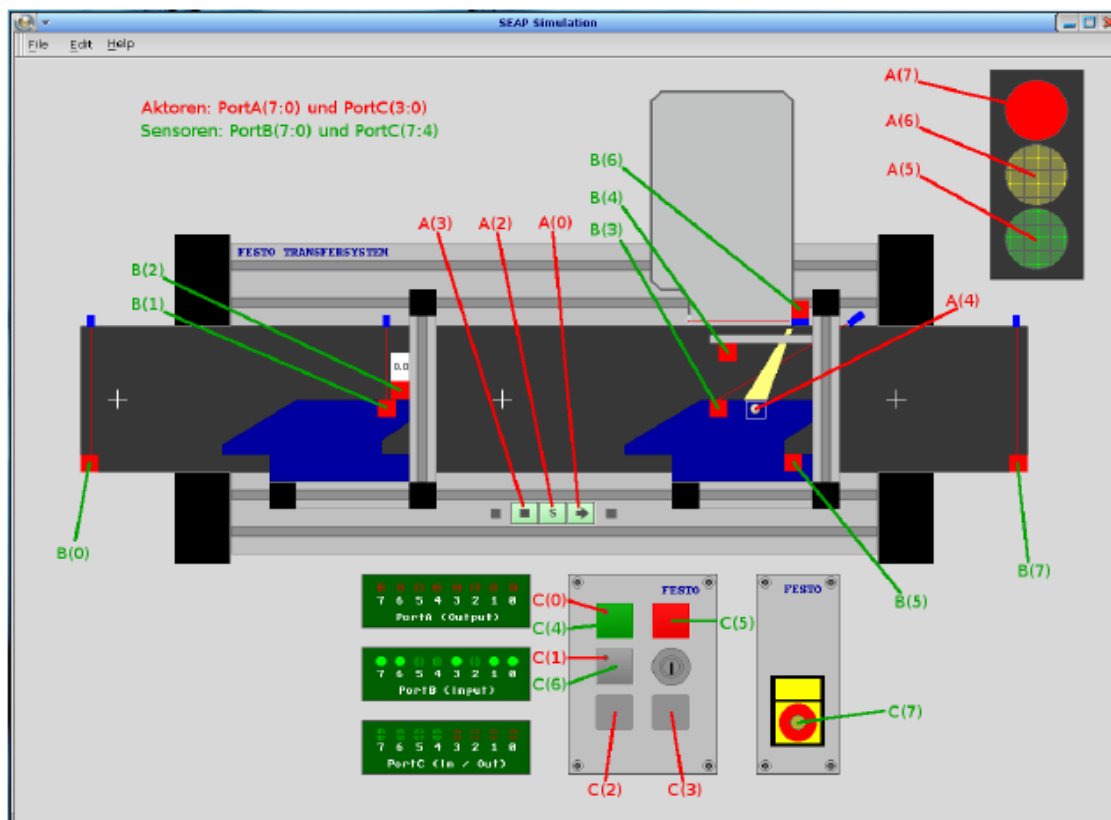 SEAP Simulation
File Edit Help
Aktoren: PortA(7:0) und PortC(3:0)
Sensoren: PortB(7:0) und PortC(7:4)
A(7)
A(6)
A(5)
B(6)
B(4)
B(3)
A(3) A(2) A(0)
A(4)
FESTO TRANSFERSYSTEM
B(2)
B(1)
0.0
S
B(0)
B(7)
B(5)
7 6 5 4 3 2 1 0
PortA (Output)
7 6 5 4 3 2 1 0
PortB (Input)
7 6 5 4 3 2 1 0
PortC (In / Out)
FESTO
C(0)
C(4)
C(5)
C(1)
C(6)
C(2)
C(3)
FESTO
C(7)